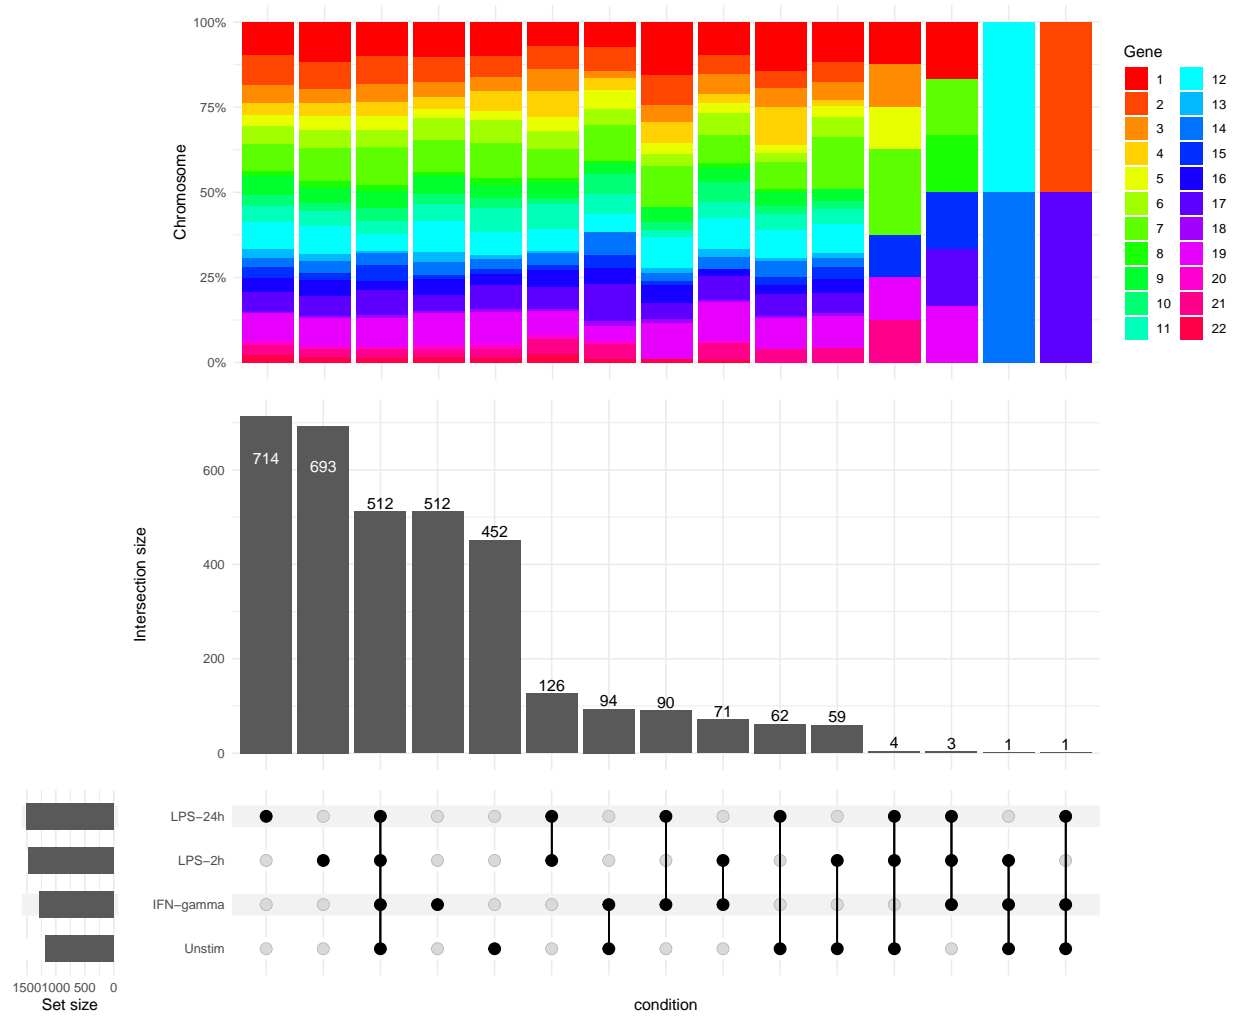 100%
75%
50%
25%
0%
Chromosome
Gene
1 12
2 13
3 14
4 15
5 16
6 17
7 18
8 19
9 20
10 21
11 22
600
400
200
0
Intersection size
714 693 512 512 452 126 94 90 71 62 59 4 3 1 1
LPS−24h
LPS−2h
IFN−gamma
Unstim
1500 1000 500 0
Set size
condition